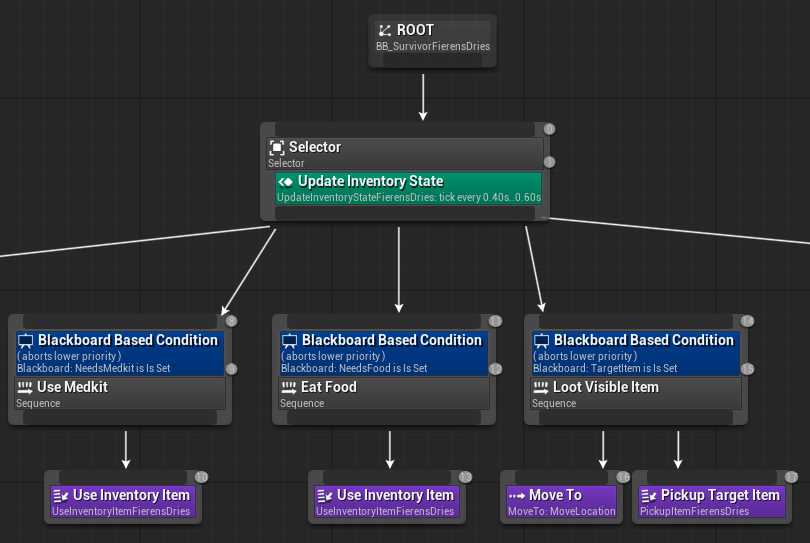 ROOT
BB_SurvivorFierensDries
0
Selector
Selector
1
Update Inventory State
UpdateInventoryStateFierensDries: tick every 0.40s..0.60s
8
Blackboard Based Condition
( aborts lower priority )
Blackboard: NeedsMedkit is Is Set
9
Use Medkit
Sequence
11
Blackboard Based Condition
( aborts lower priority )
Blackboard: NeedsFood is Is Set
12
Eat Food
Sequence
14
Blackboard Based Condition
( aborts lower priority )
Blackboard: TargetItem is Is Set
15
Loot Visible Item
Sequence
10
Use Inventory Item
UseInventoryItemFierensDries
13
Use Inventory Item
UseInventoryItemFierensDries
16
Move To
MoveTo: MoveLocation
17
Pickup Target Item
PickupItemFierensDries